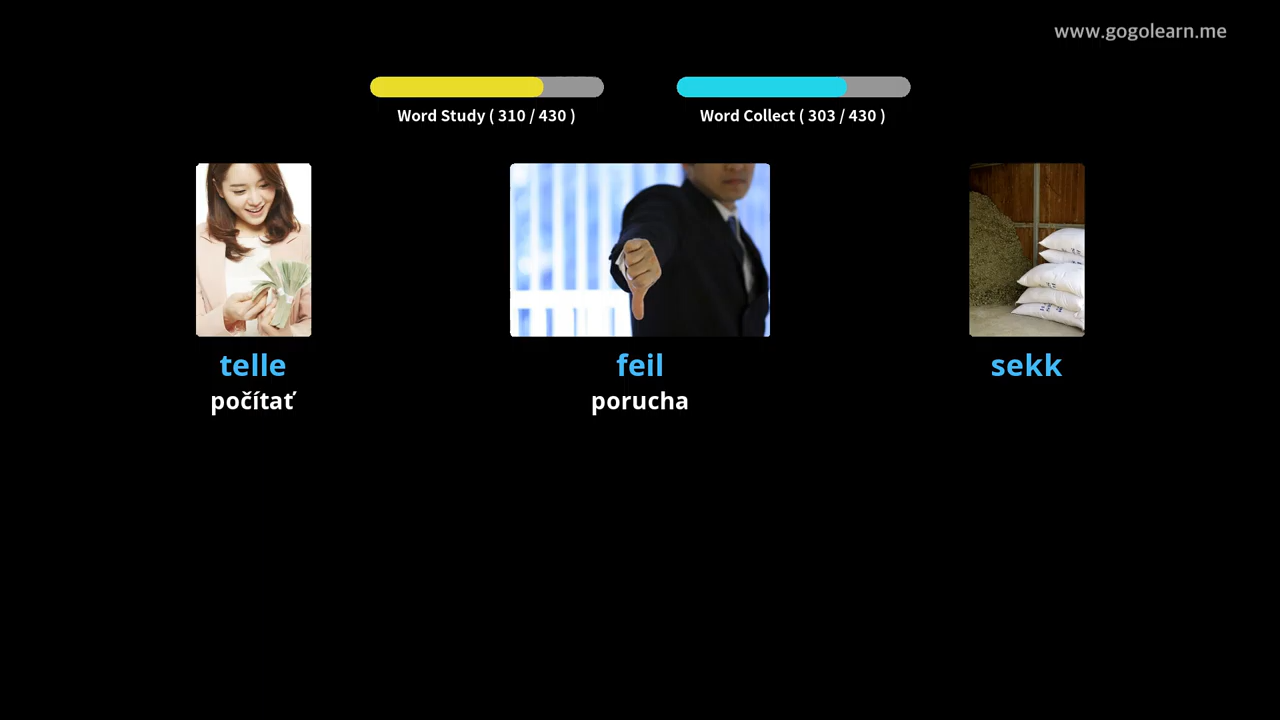 www.gogolearn.me
Word Study ( 310 / 430 )
Word Collect ( 303 / 430 )
telle
feil
sekk
počítať
porucha